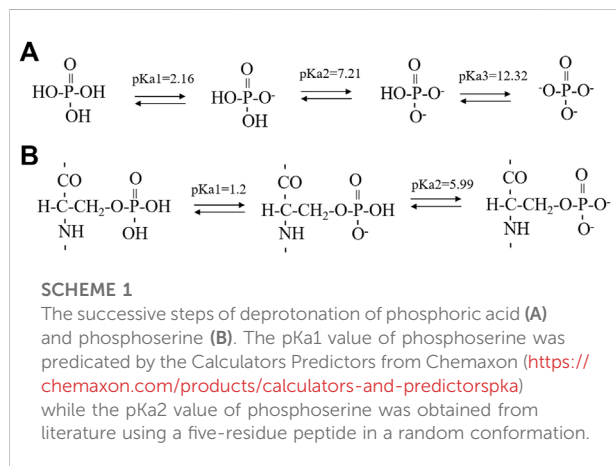 A
O
HO-P-OH
OH
pKa1=2.16
O
HO-P-O-
OH
pKa2=7.21
O
HO-P-O-
O-
pKa3=12.32
O
-O-P-O-
O-
B
CO
O
H-C-CH2-O-P-OH
NH
OH
pKa1=1.2
CO
O
H-C-CH2-O-P-OH
NH
O-
pKa2=5.99
CO
O
H-C-CH2-O-P-O-
NH
O-
SCHEME 1
The successive steps of deprotonation of phosphoric acid (A)
and phosphoserine (B). The pKa1 value of phosphoserine was
predicated by the Calculators Predictors from Chemaxon (https://
chemaxon.com/products/calculators-and-predictorspka)
while the pKa2 value of phosphoserine was obtained from
literature using a five-residue peptide in a random conformation.